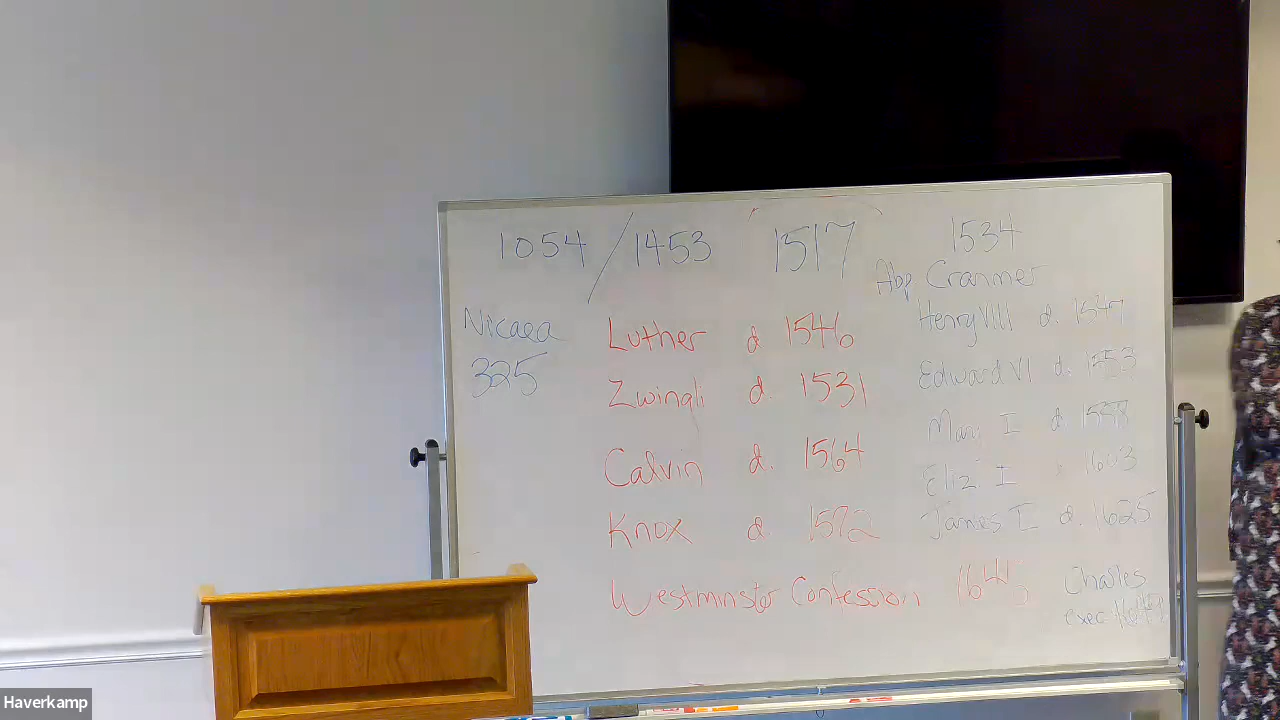 1054 / 1453 1517 1534
Abp Cranmer
Nicaea
325
Luther d 1546
Zwingli d. 1531
Calvin d. 1564
Knox d. 1572
Westminster Confession
Henry VIII d. 1547
Edward VI d. 1553
Mary I d. 1558
Eliz. I 1603
James I d. 1625
Charles
exec
Haverkamp